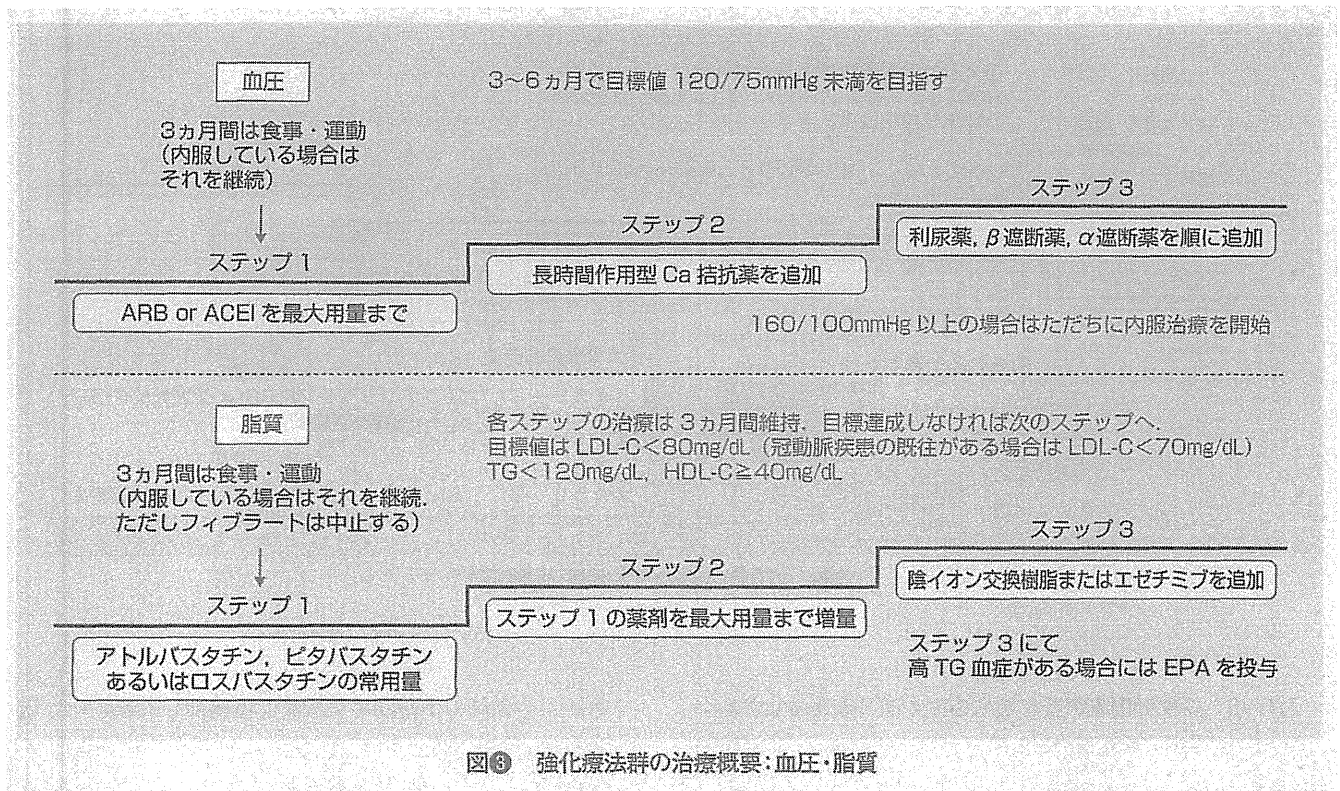 血圧
3〜6ヵ月で目標値 120/75mmHg 未満を目指す
3ヵ月間は食事・運動
(内服している場合は
それを継続)
ステップ 1
ARB or ACEI を最大用量まで
ステップ 2
長時間作用型 Ca 拮抗薬を追加
ステップ 3
利尿薬, β遮断薬, α遮断薬を順に追加
160/100mmHg 以上の場合はただちに内服治療を開始
脂質
各ステップの治療は 3 ヵ月間維持. 目標達成しなければ次のステップへ.
目標値は LDL-C<80mg/dL (冠動脈疾患の既往がある場合は LDL-C<70mg/dL)
TG<120mg/dL, HDL-C≧40mg/dL
3ヵ月間は食事・運動
(内服している場合はそれを継続.
ただしフィブラートは中止する)
ステップ 1
アトルバスタチン, ピタバスタチン
あるいはロスバスタチンの常用量
ステップ 2
ステップ 1 の薬剤を最大用量まで増量
ステップ 3
陰イオン交換樹脂またはエゼチミブを追加
ステップ 3 にて
高 TG 血症がある場合には EPA を投与
図❸ 強化療法群の治療概要:血圧・脂質